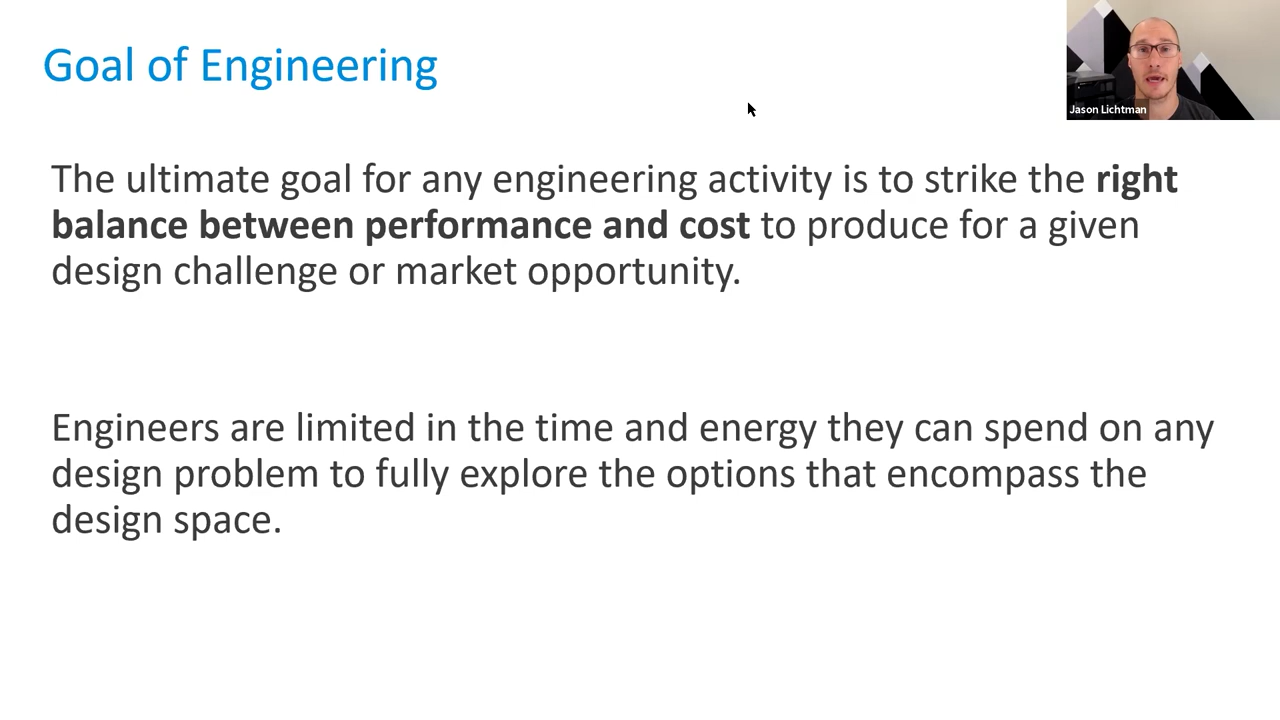 Goal of Engineering
Jason Lichtman
The ultimate goal for any engineering activity is to strike the right
balance between performance and cost to produce for a given
design challenge or market opportunity.
Engineers are limited in the time and energy they can spend on any
design problem to fully explore the options that encompass the
design space.